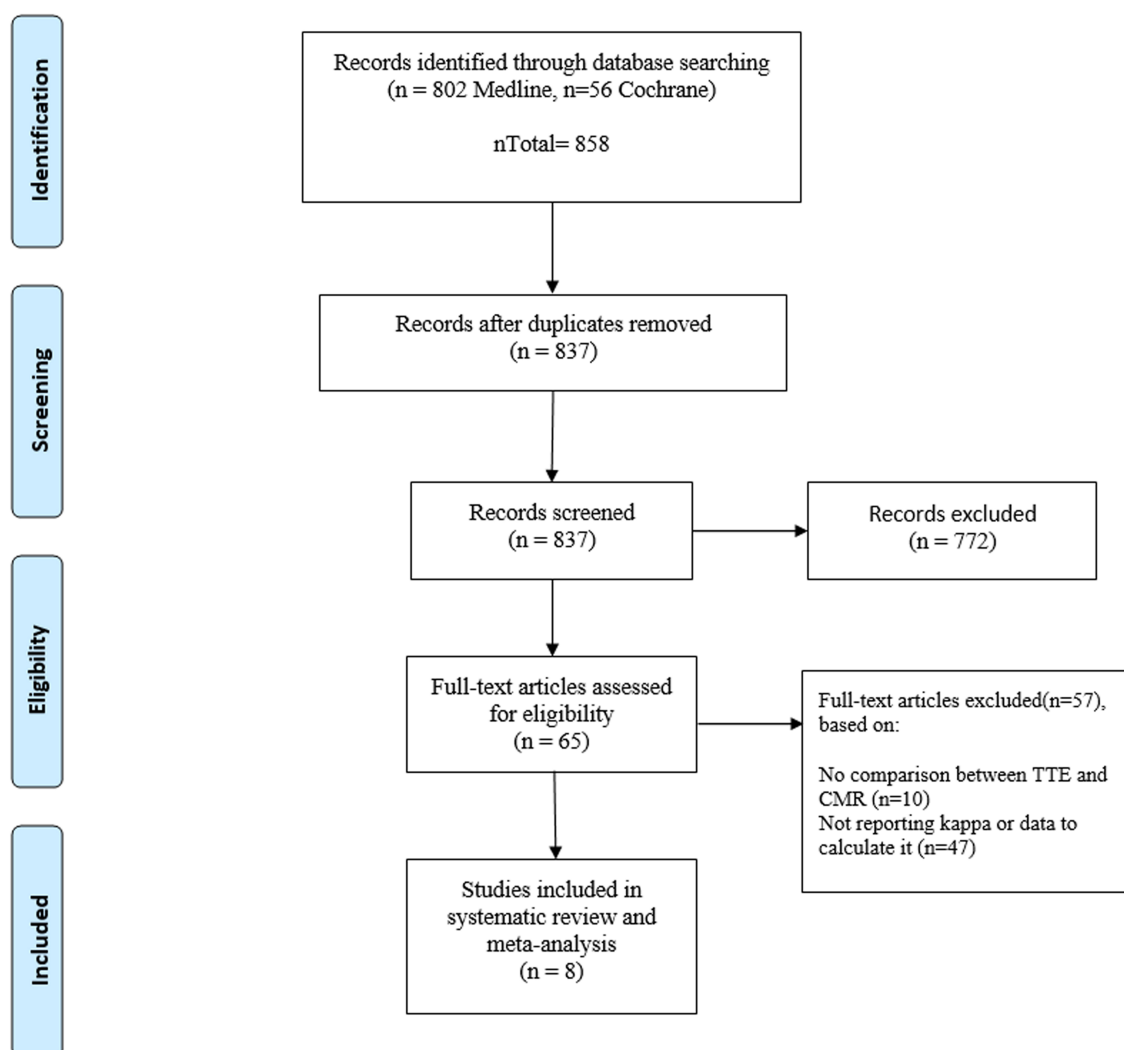 Identification
Records identified through database searching
(n = 802 Medline, n=56 Cochrane)
nTotal= 858
Screening
Records after duplicates removed
(n = 837)
Records screened
(n = 837)
Records excluded
(n = 772)
Eligibility
Full-text articles assessed
for eligibility
(n = 65)
Full-text articles excluded(n=57),
based on:
No comparison between TTE and
CMR (n=10)
Not reporting kappa or data to
calculate it (n=47)
Included
Studies included in
systematic review and
meta-analysis
(n = 8)